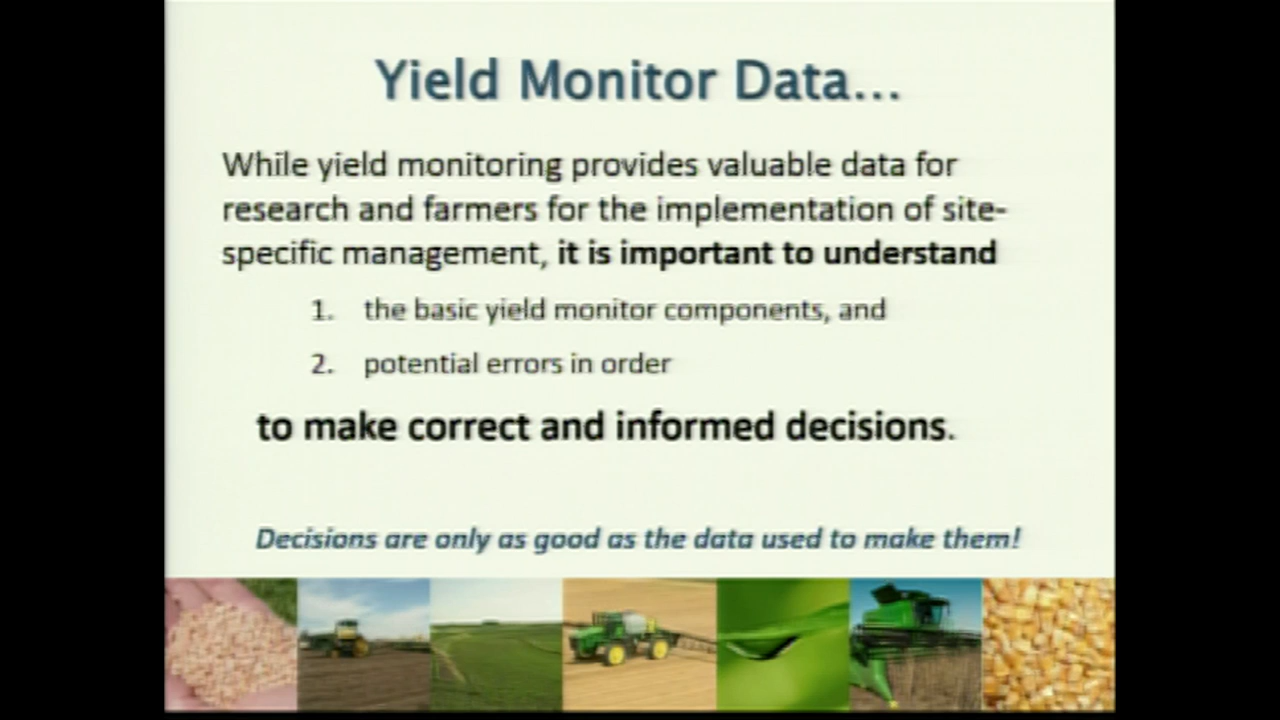 Yield Monitor Data...
While yield monitoring provides valuable data for
research and farmers for the implementation of site-
specific management, it is important to understand
1. the basic yield monitor components, and
2. potential errors in order
to make correct and informed decisions.
Decisions are only as good as the data used to make them!